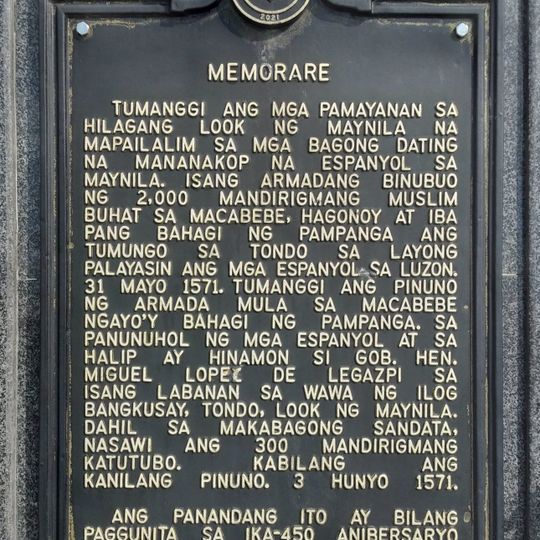 2021
MEMORARE
TUMANGGI ANG MGA PAMAYANAN SA
HILAGANG LOOK NG MAYNILA NA
MAPAILALIM SA MGA BAGONG DATING
NA MANANAKOP NA ESPANYOL SA
MAYNILA. ISANG ARMADANG BINUBUO
NG 2,000 MANDIRIGMANG MUSLIM
BUHAT SA MACABEBE, HAGONOY AT IBA
PANG BAHAGI NG PAMPANGA ANG
TUMUNGO SA TONDO SA LAYONG
PALAYASIN ANG MGA ESPANYOL SA LUZON.
31 MAYO 1571. TUMANGGI ANG PINUNO
NG ARMADA MULA SA MACABEBE
NGAYO'Y BAHAGI NG PAMPANGA. SA
PANUNUHOL NG MGA ESPANYOL AT SA
HALIP AY HINAMON SI GOB. HEN.
MIGUEL LOPEZ DE LEGAZPI SA
ISANG LABANAN SA WAWA NG ILOG
BANGKUSAY, TONDO, LOOK NG MAYNILA.
DAHIL SA MAKABAGONG SANDATA,
NASAWI ANG 300 MANDIRIGMANG
KATUTUBO. KABILANG ANG
KANILANG PINUNO. 3 HUNYO 1571.
ANG PANANDANG ITO AY BILANG
PAGGUNITA SA IKA-450 ANIBERSARYO